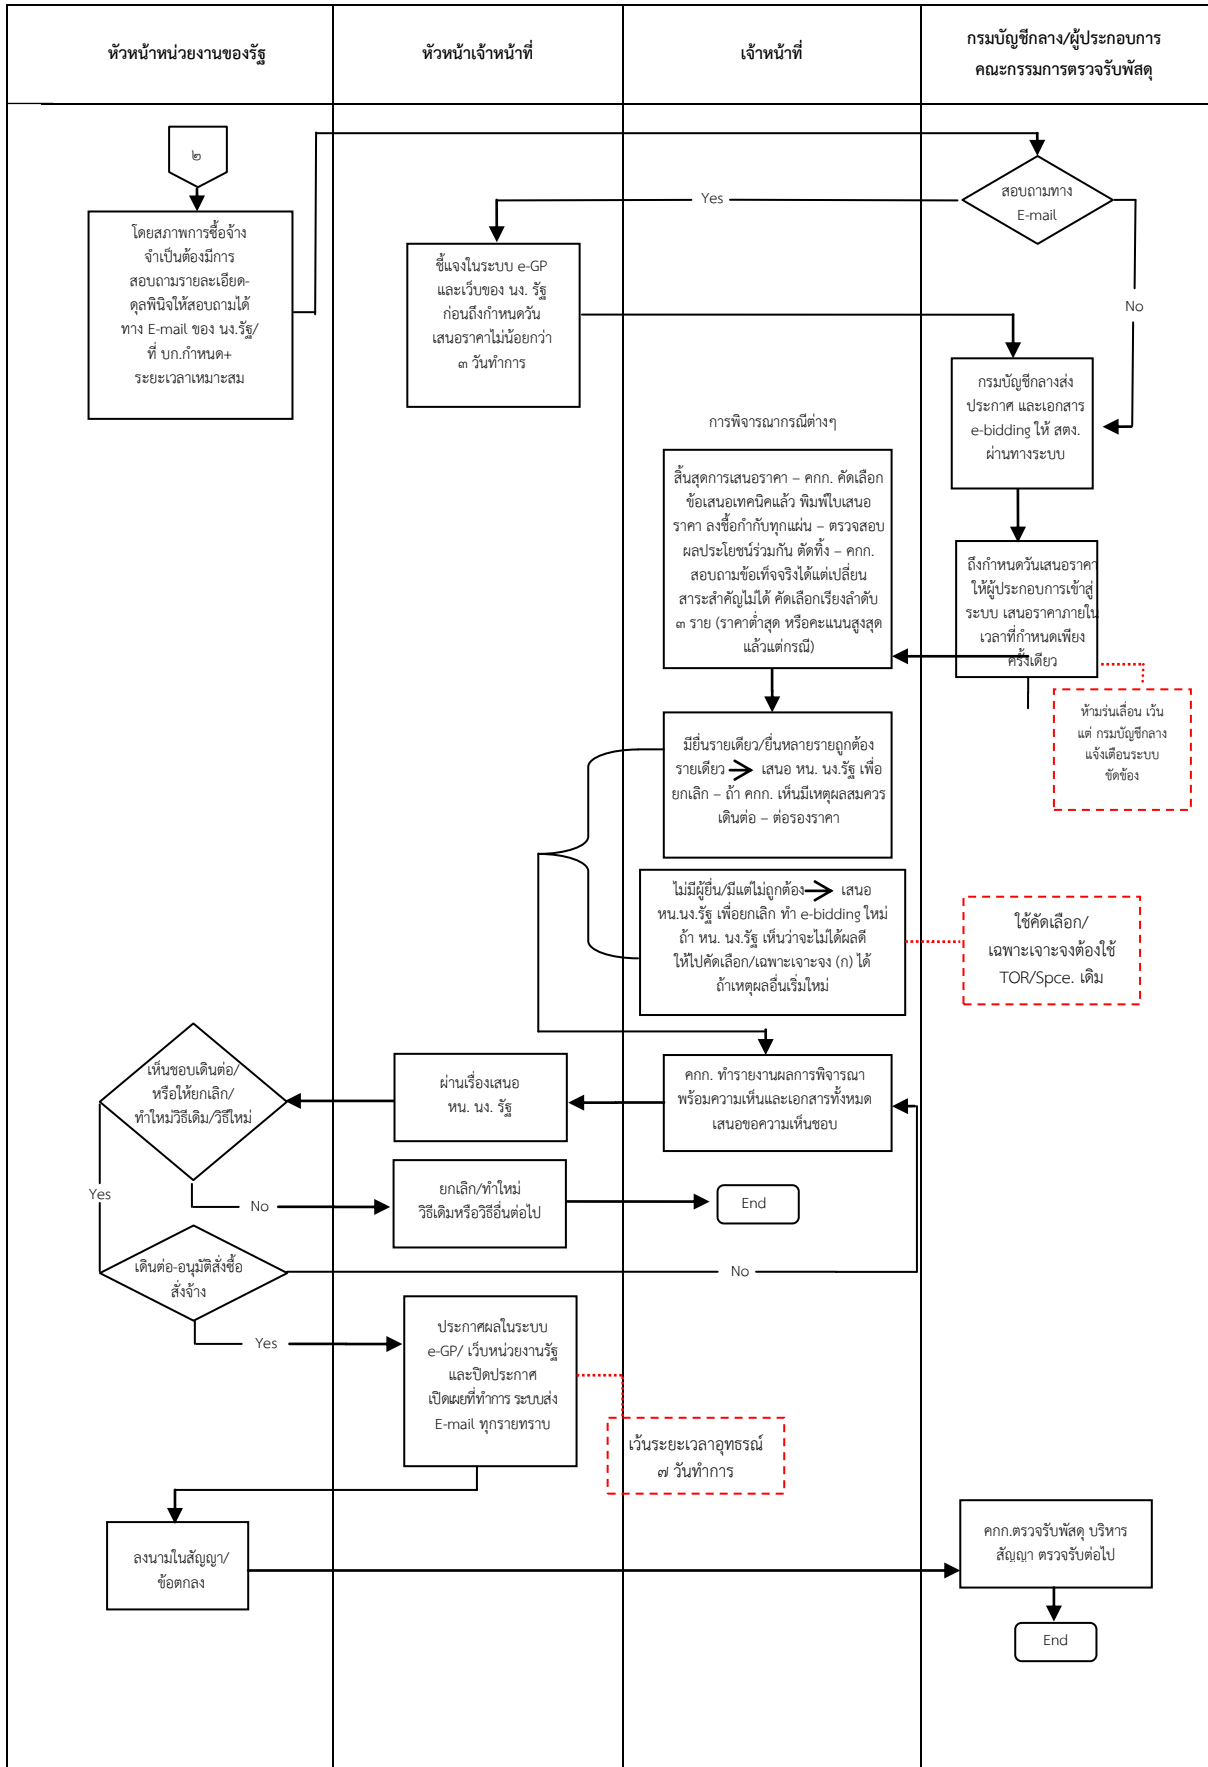 หัวหน้าหน่วยงานของรัฐ
หัวหน้าเจ้าหน้าที่
เจ้าหน้าที่
กรมบัญชีกลาง/ผู้ประกอบการ
คณะกรรมการตรวจรับพัสดุ
๒
สอบถามทาง
E-mail
Yes
No
โดยสภาพการซื้อจ้าง
จำเป็นต้องมีการ
สอบถามรายละเอียด-
ดุลพินิจให้สอบถามได้
ทาง E-mail ของ นง.รัฐ/
ที่ บก.กำหนด+
ระยะเวลาเหมาะสม
ชี้แจงในระบบ e-GP
และเว็บของ นง. รัฐ
ก่อนถึงกำหนดวัน
เสนอราคาไม่น้อยกว่า
๓ วันทำการ
กรมบัญชีกลางส่ง
ประกาศ และเอกสาร
e-bidding ให้ สตง.
ผ่านทางระบบ
การพิจารณากรณีต่างๆ
สิ้นสุดการเสนอราคา – คกก. คัดเลือก
ข้อเสนอเทคนิคแล้ว พิมพ์ใบเสนอ
ราคา ลงชื่อกำกับทุกแผ่น – ตรวจสอบ
ผลประโยชน์ร่วมกัน ตัดทิ้ง – คกก.
สอบถามข้อเท็จจริงได้แต่เปลี่ยน
สาระสำคัญไม่ได้ คัดเลือกเรียงลำดับ
๓ ราย (ราคาต่ำสุด หรือคะแนนสูงสุด
แล้วแต่กรณี)
ถึงกำหนดวันเสนอราคา
ให้ผู้ประกอบการเข้าสู่
ระบบ เสนอราคาภายใน
เวลาที่กำหนดเพียง
ครั้งเดียว
ห้ามร่นเลื่อน เว้น
แต่ กรมบัญชีกลาง
แจ้งเตือนระบบ
ขัดข้อง
มียื่นรายเดียว/ยื่นหลายรายถูกต้อง
รายเดียว เสนอ หน. นง.รัฐ เพื่อ
ยกเลิก – ถ้า คกก. เห็นมีเหตุผลสมควร
เดินต่อ – ต่อรองราคา
ไม่มีผู้ยื่น/มีแต่ไม่ถูกต้อง เสนอ
หน.นง.รัฐ เพื่อยกเลิก ทำ e-bidding ใหม่
ถ้า หน. นง.รัฐ เห็นว่าจะไม่ได้ผลดี
ให้ไปคัดเลือก/เฉพาะเจาะจง (ก) ได้
ถ้าเหตุผลอื่นเริ่มใหม่
ใช้คัดเลือก/
เฉพาะเจาะจงต้องใช้
TOR/Spce. เดิม
เห็นชอบเดินต่อ/
หรือให้ยกเลิก/
ทำใหม่วิธีเดิม/วิธีใหม่
ผ่านเรื่องเสนอ
หน. นง. รัฐ
คกก. ทำรายงานผลการพิจารณา
พร้อมความเห็นและเอกสารทั้งหมด
เสนอขอความเห็นชอบ
Yes
No
ยกเลิก/ทำใหม่
วิธีเดิมหรือวิธีอื่นต่อไป
End
เดินต่อ-อนุมัติสั่งซื้อ
สั่งจ้าง
No
Yes
ประกาศผลในระบบ
e-GP/ เว็บหน่วยงานรัฐ
และปิดประกาศ
เปิดเผยที่ทำการ ระบบส่ง
E-mail ทุกรายทราบ
เว้นระยะเวลาอุทธรณ์
๗ วันทำการ
ลงนามในสัญญา/
ข้อตกลง
คกก.ตรวจรับพัสดุ บริหาร
สัญญา ตรวจรับต่อไป
End